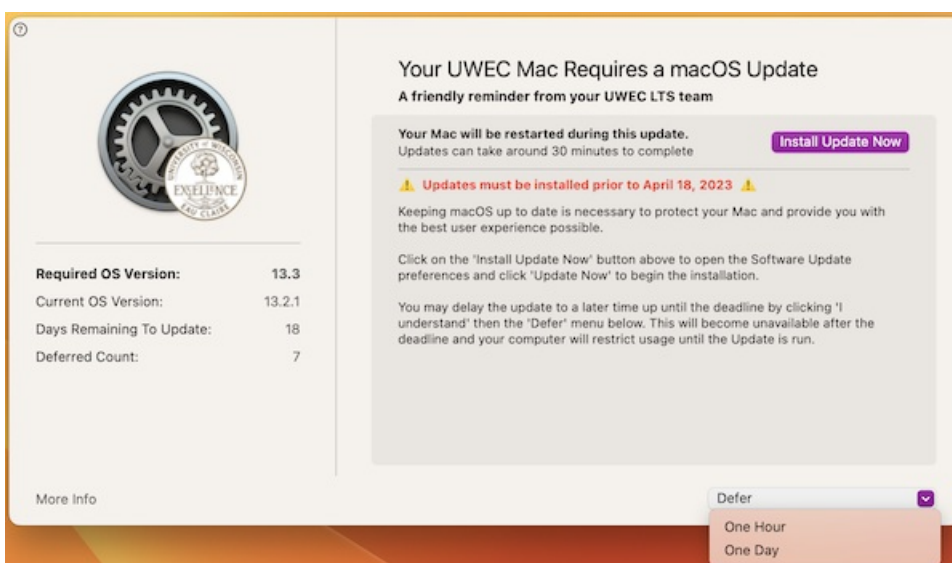 Your UWEC Mac Requires a macOS Update
A friendly reminder from your UWEC LTS team
Your Mac will be restarted during this update.
Updates can take around 30 minutes to complete
Install Update Now
Updates must be installed prior to April 18, 2023
Keeping macOS up to date is necessary to protect your Mac and provide you with
the best user experience possible.
Click on the 'Install Update Now' button above to open the Software Update
preferences and click 'Update Now' to begin the installation.
You may delay the update to a later time up until the deadline by clicking 'I
understand' then the 'Defer' menu below. This will become unavailable after the
deadline and your computer will restrict usage until the Update is run.
UNIVERSITY OF WISCONSIN
EXCELLENCE
EAU CLAIRE
Required OS Version: 13.3
Current OS Version: 13.2.1
Days Remaining To Update: 18
Deferred Count: 7
More Info
Defer
One Hour
One Day